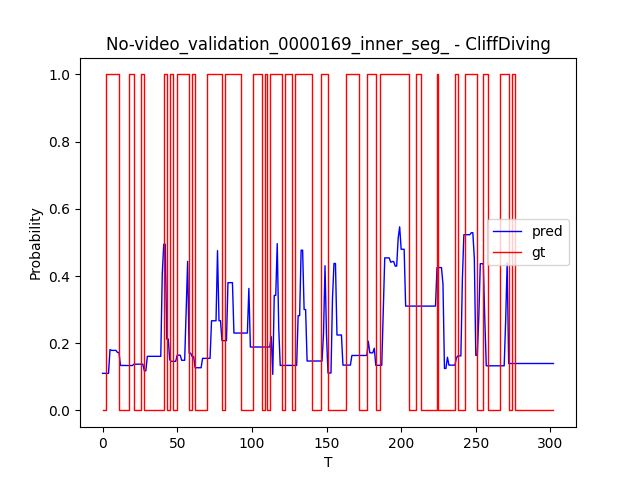 No-video_validation_0000169_inner_seg_ - CliffDiving
1.0
0.8
0.6
0.4
0.2
0.0
Probability
pred
gt
0 50 100 150 200 250 300
T